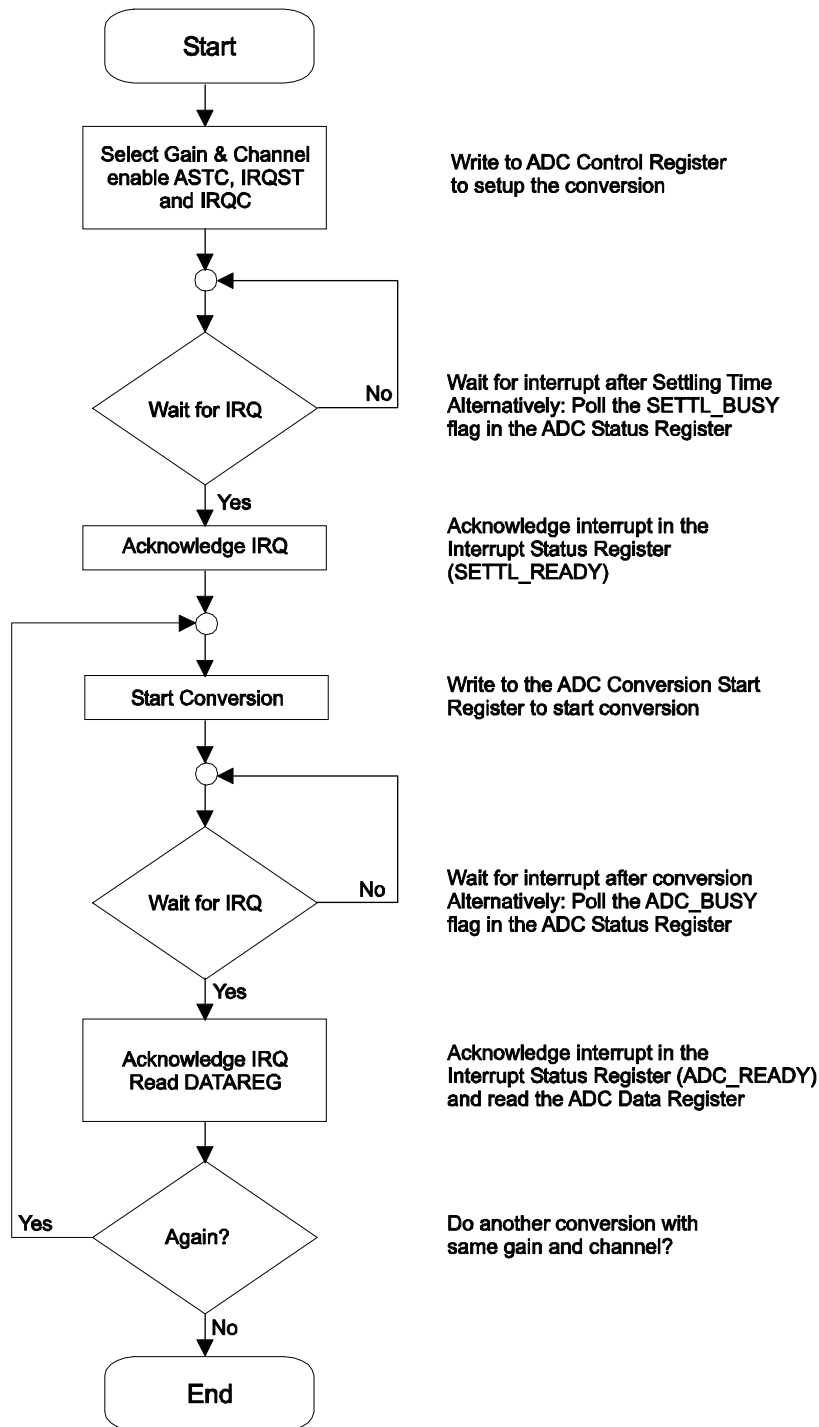 Start
Select Gain & Channel
enable ASTC, IRQST
and IRQC
Write to ADC Control Register
to setup the conversion
Wait for IRQ
No
Wait for interrupt after Settling Time
Alternatively: Poll the SETTL_BUSY
flag in the ADC Status Register
Yes
Acknowledge IRQ
Acknowledge interrupt in the
Interrupt Status Register
(SETTL_READY)
Start Conversion
Write to the ADC Conversion Start
Register to start conversion
Wait for IRQ
No
Wait for interrupt after conversion
Alternatively: Poll the ADC_BUSY
flag in the ADC Status Register
Yes
Acknowledge IRQ
Read DATAREG
Acknowledge interrupt in the
Interrupt Status Register (ADC_READY)
and read the ADC Data Register
Yes
Again?
Do another conversion with
same gain and channel?
No
End